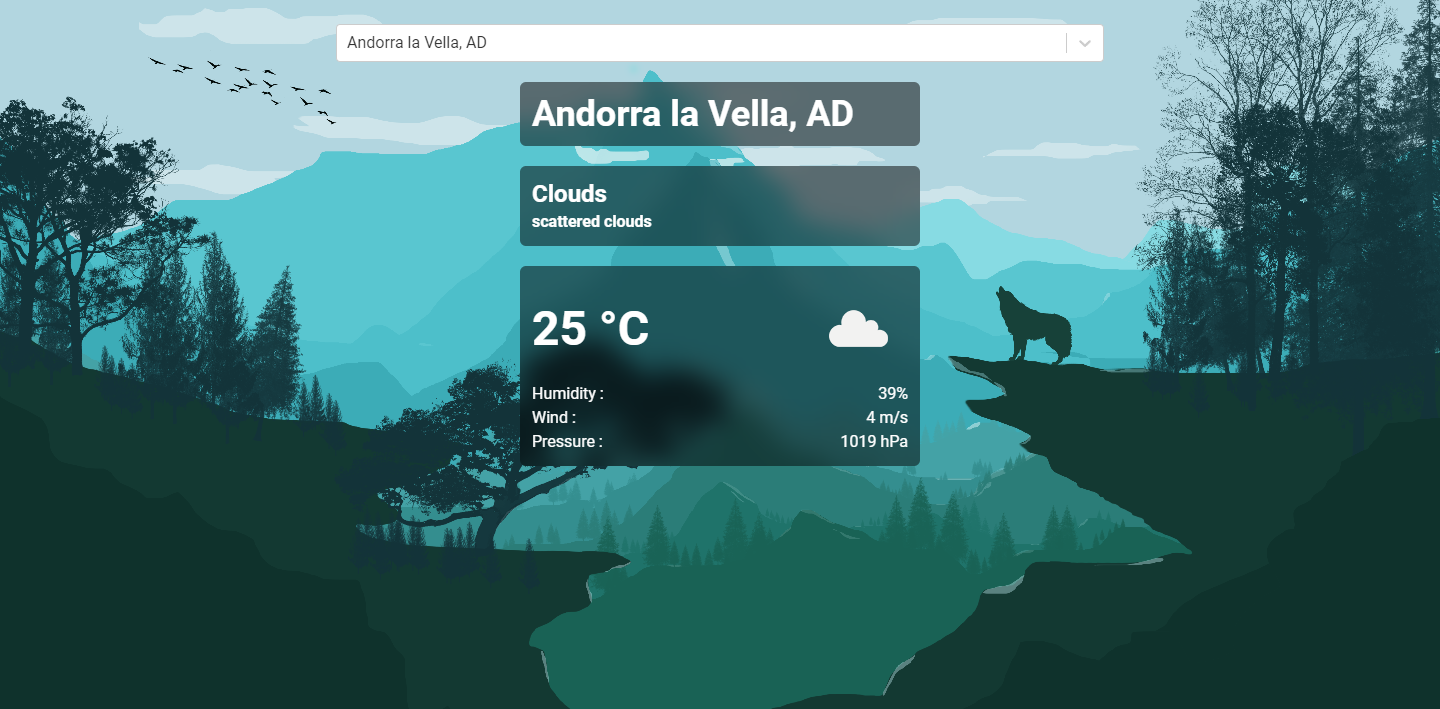 Andorra la Vella, AD
Andorra la Vella, AD
Clouds
scattered clouds
25 °C
Humidity : 39%
Wind : 4 m/s
Pressure : 1019 hPa